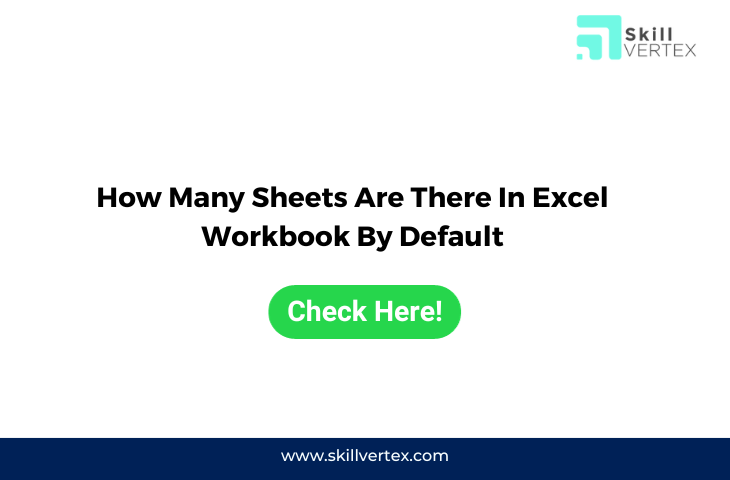 Skill
VERTEX
How Many Sheets Are There In Excel
Workbook By Default
Check Here!
www.skillvertex.com